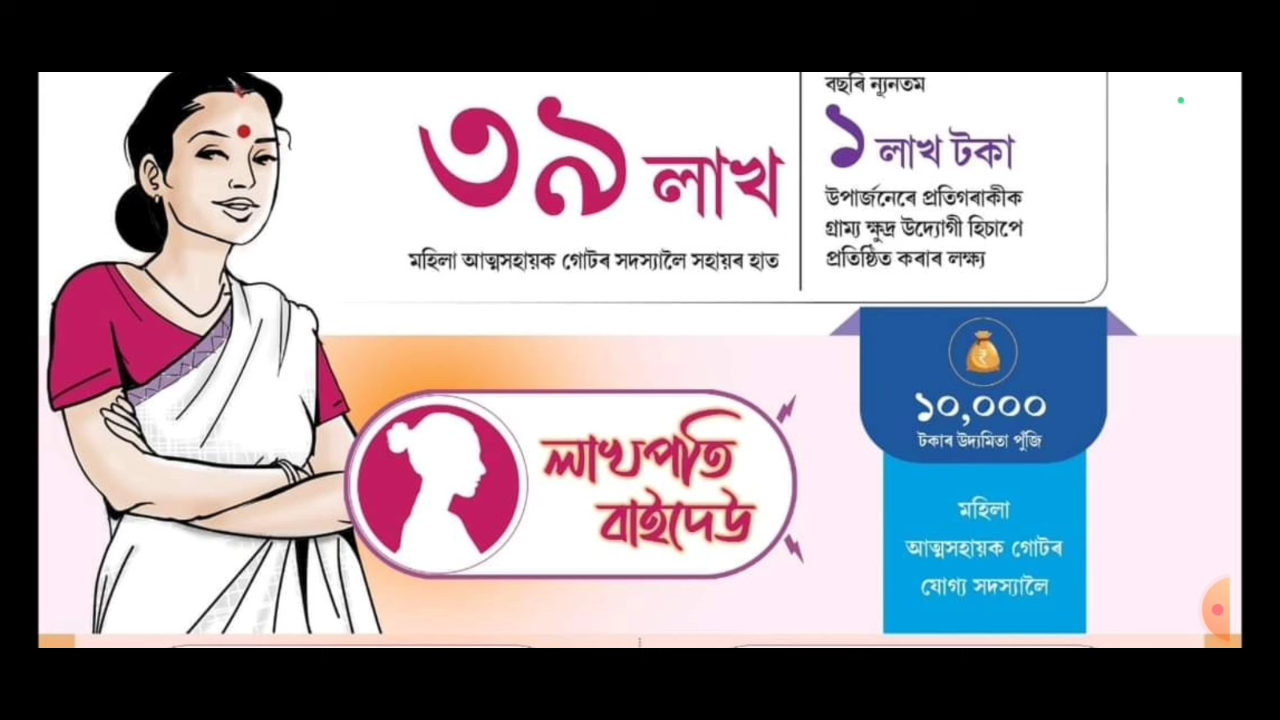 ৩৯ লাখ
মহিলা আত্মসহায়ক গোটৰ সদস্যালৈ সহায়ৰ হাত
বছৰি ন্যূনতম
১ লাখ টকা
উপাৰ্জনেৰে প্ৰতিগৰাকীক
গ্ৰাম্য ক্ষুদ্ৰ উদ্যোগী হিচাপে
প্ৰতিষ্ঠিত কৰাৰ লক্ষ্য
লাখপতি
বাইদেউ
১০,০০০
টকাৰ উদ্যমিতা পুঁজি
মহিলা
আত্মসহায়ক গোটৰ
যোগ্য সদস্যালৈ